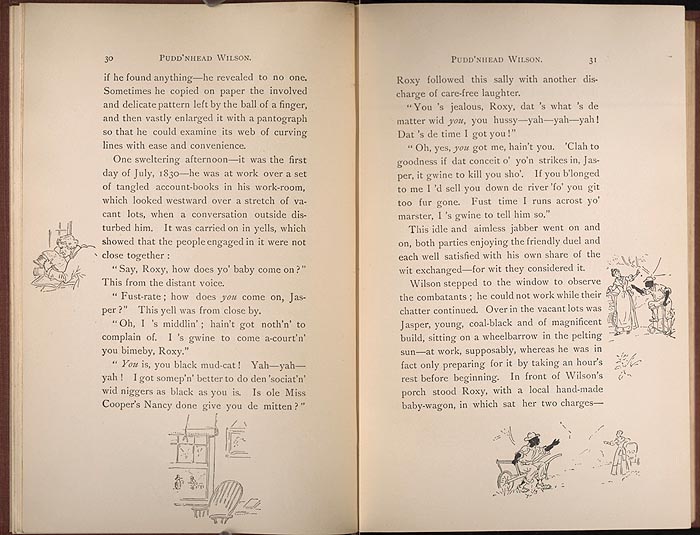 30 PUDD'NHEAD WILSON.
if he found anything—he revealed to no one.
Sometimes he copied on paper the involved
and delicate pattern left by the ball of a finger,
and then vastly enlarged it with a pantograph
so that he could examine its web of curving
lines with ease and convenience.
One sweltering afternoon—it was the first
day of July, 1830—he was at work over a set
of tangled account-books in his work-room,
which looked westward over a stretch of va-
cant lots, when a conversation outside dis-
turbed him. It was carried on in yells, which
showed that the people engaged in it were not
close together:
"Say, Roxy, how does yo' baby come on?"
This from the distant voice.
"Fust-rate; how does you come on, Jas-
per?" This yell was from close by.
"Oh, I 's middlin'; hain't got noth'n' to
complain of. I 's gwine to come a-court'n'
you bimeby, Roxy."
"You is, you black mud-cat! Yah—yah—
yah! I got somep'n' better to do den 'sociat'n'
wid niggers as black as you is. Is ole Miss
Cooper's Nancy done give you de mitten?"
PUDD'NHEAD WILSON. 31
Roxy followed this sally with another dis-
charge of care-free laughter.
"You 's jealous, Roxy, dat 's what 's de
matter wid you, you hussy—yah—yah—yah!
Dat 's de time I got you!"
"Oh, yes, you got me, hain't you. 'Clah to
goodness if dat conceit o' yo'n strikes in, Jas-
per, it gwine to kill you sho'. If you b'longed
to me I 'd sell you down de river 'fo' you git
too fur gone. Fust time I runs acrost yo'
marster, I 's gwine to tell him so."
This idle and aimless jabber went on and
on, both parties enjoying the friendly duel and
each well satisfied with his own share of the
wit exchanged—for wit they considered it.
Wilson stepped to the window to observe
the combatants; he could not work while their
chatter continued. Over in the vacant lots was
Jasper, young, coal-black and of magnificent
build, sitting on a wheelbarrow in the pelting
sun—at work, supposably, whereas he was in
fact only preparing for it by taking an hour's
rest before beginning. In front of Wilson's
porch stood Roxy, with a local hand-made
baby-wagon, in which sat her two charges—